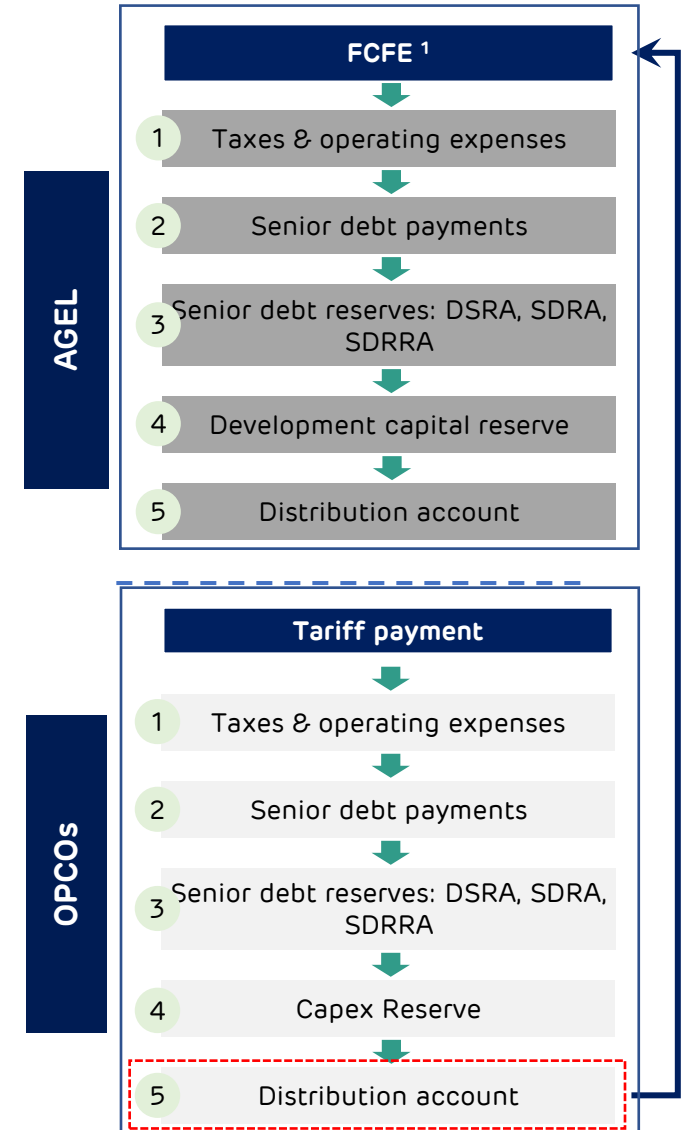 FCFE 1
1 Taxes & operating expenses
2 Senior debt payments
3 Senior debt reserves: DSRA, SDRA,
SDRRA
4 Development capital reserve
5 Distribution account
AGEL
Tariff payment
1 Taxes & operating expenses
2 Senior debt payments
3 Senior debt reserves: DSRA, SDRA,
SDRRA
4 Capex Reserve
5 Distribution account
OPCOs